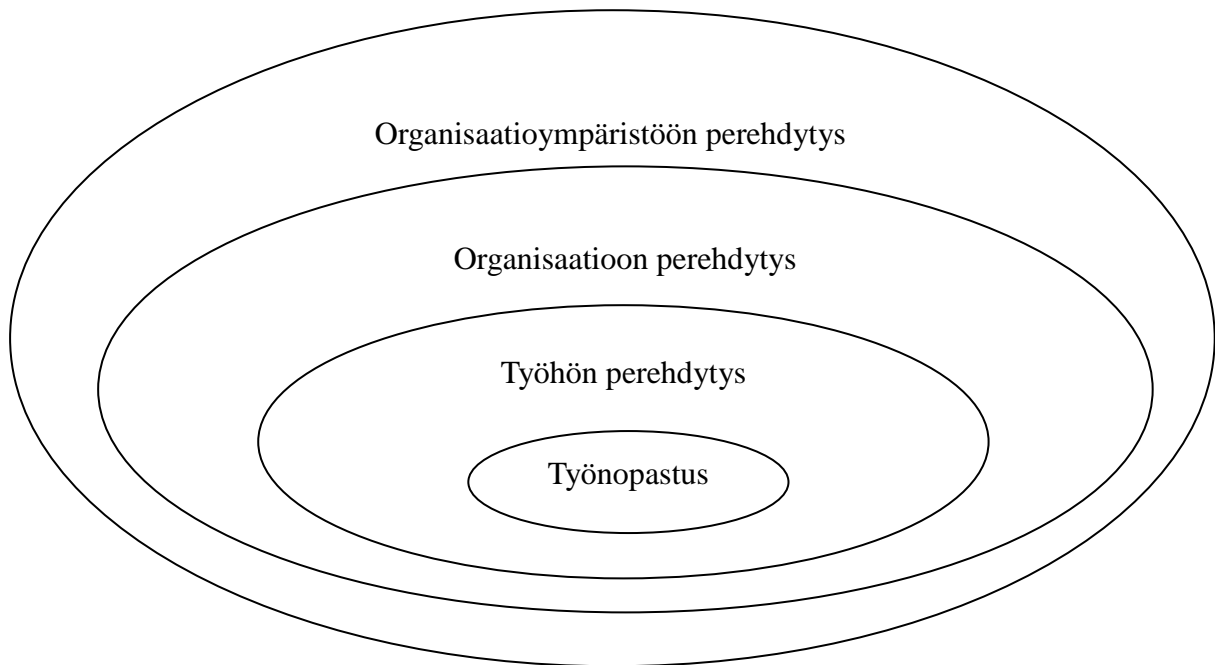 Organisaatioympäristöön perehdytys
Organisaatioon perehdytys
Työhön perehdytys
Työnopastus